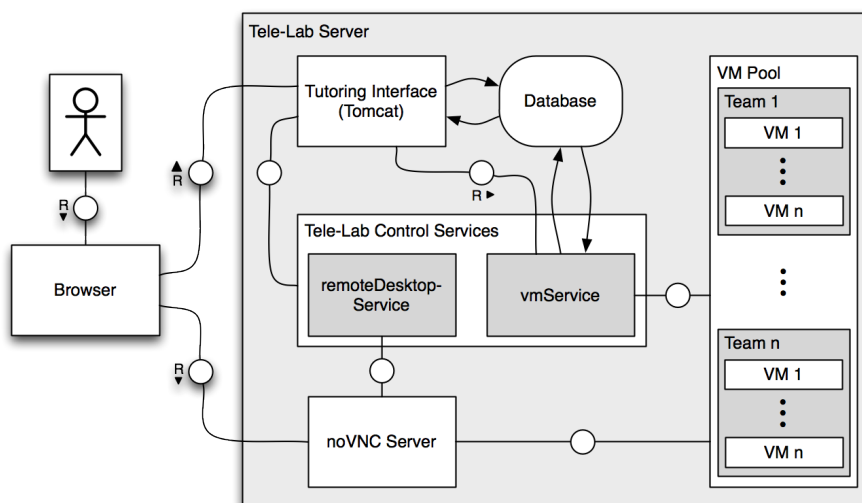 Tele-Lab Server
Tutoring Interface
(Tomcat)
Database
VM Pool
Team 1
VM 1
VM n
R
R
R
Browser
Tele-Lab Control Services
remoteDesktop-
Service
vmService
Team n
VM 1
VM n
R
noVNC Server